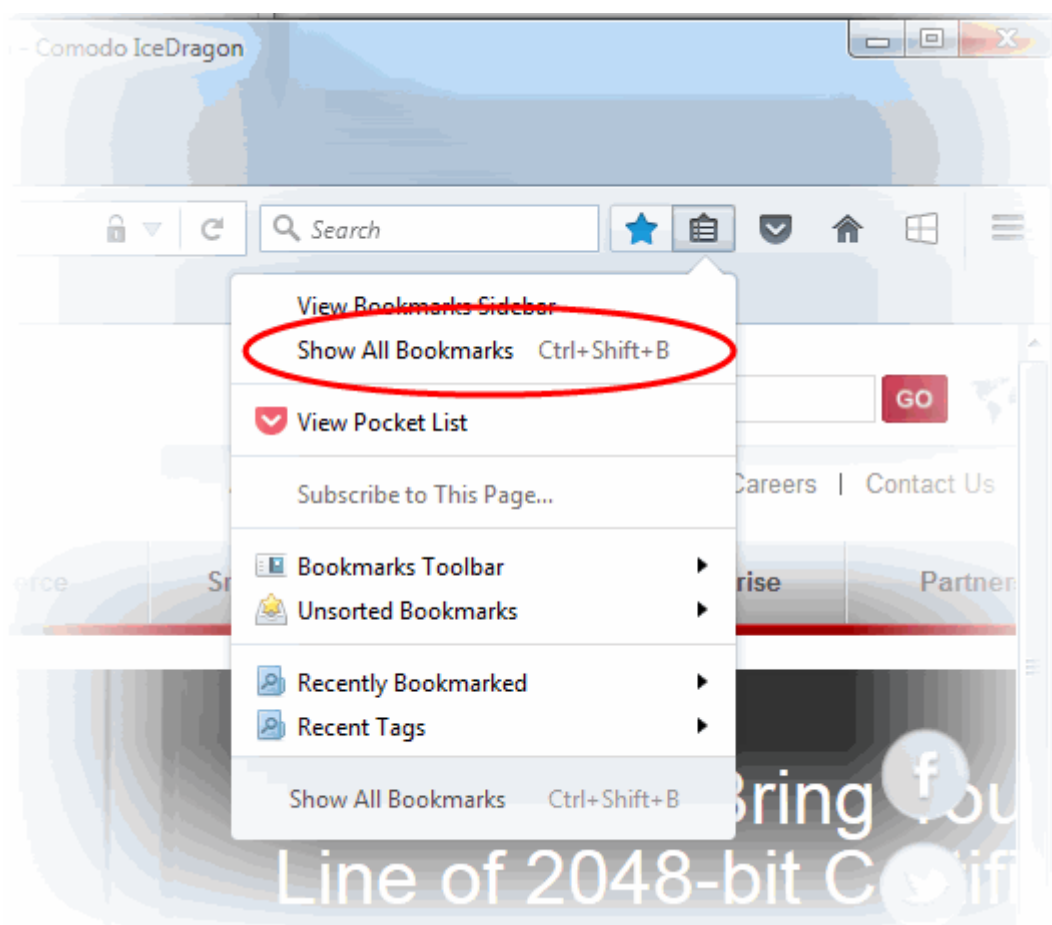 - Comodo IceDragon
Search
View Bookmarks Sidebar
Show All Bookmarks Ctrl+Shift+B
GO
View Pocket List
Careers | Contact Us
Subscribe to This Page...
Bookmarks Toolbar
Unsorted Bookmarks
Recently Bookmarked
Recent Tags
Show All Bookmarks Ctrl+Shift+B
Bring You
Line of 2048-bit